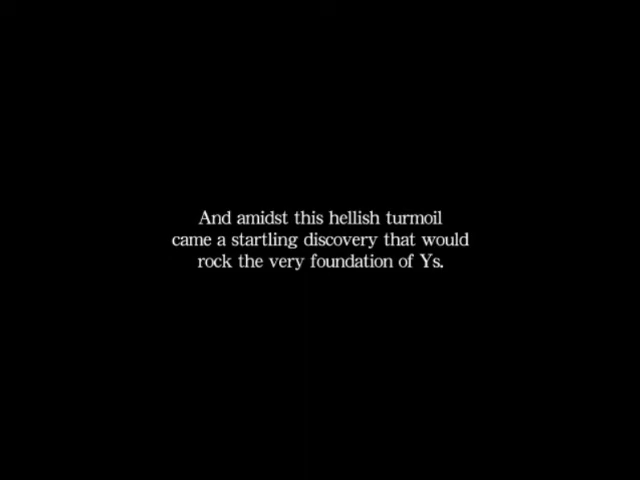 And amidst this hellish turmoil
came a startling discovery that would
rock the very foundation of Ys.